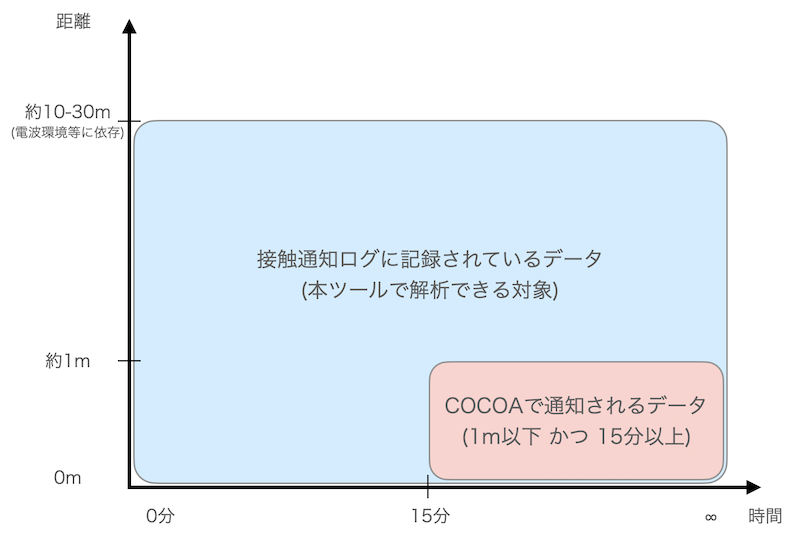 距離
約10-30m
(電波環境等に依存)
接触通知ログに記録されているデータ
(本ツールで解析できる対象)
約1m
COCOAで通知されるデータ
(1m以下 かつ 15分以上)
0m
0分
15分
∞
時間